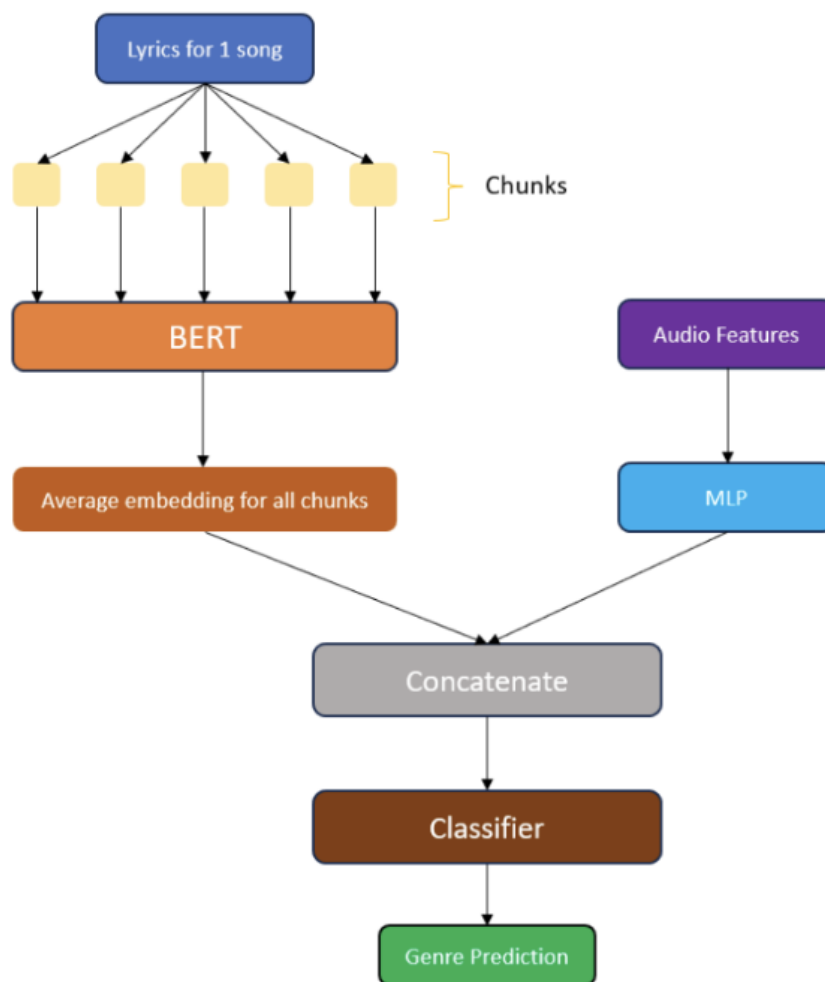 Lyrics for 1 song
Chunks
BERT
Audio Features
Average embedding for all chunks
MLP
Concatenate
Classifier
Genre Prediction